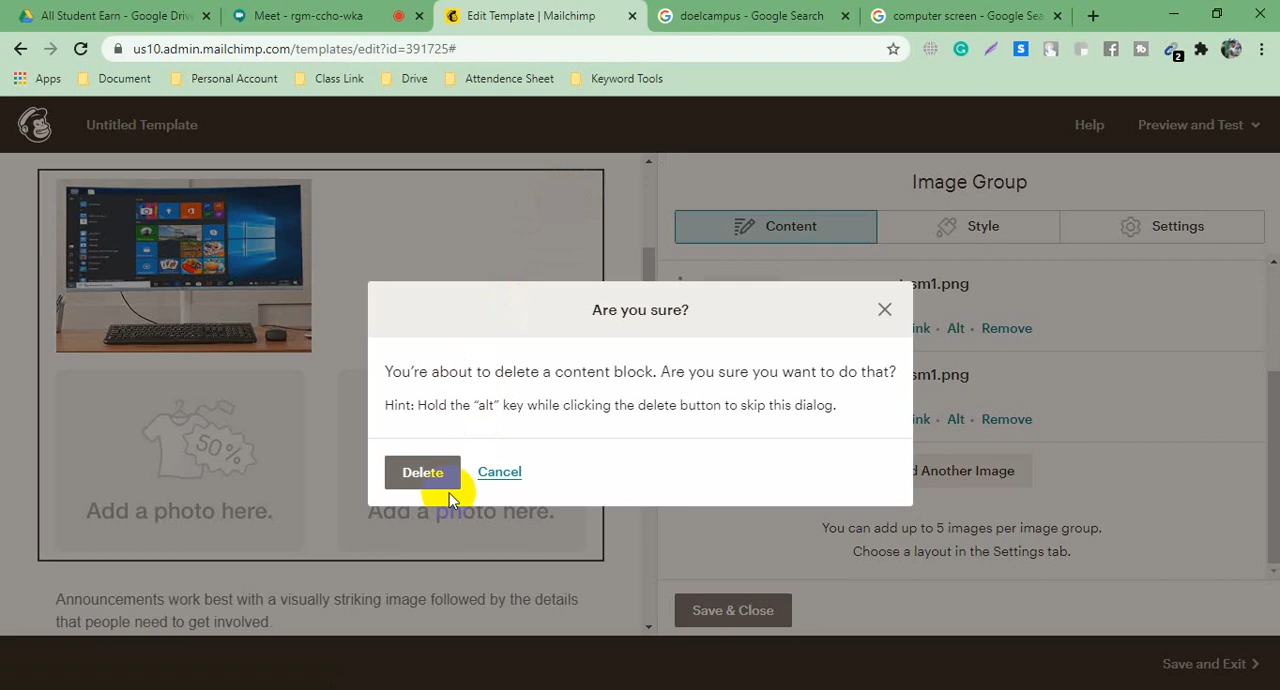 All Student Earn - Google Drive
Meet - rgm-ccho-wka
Edit Template | Mailchimp
doelcampus - Google Search
computer screen - Google Sea
us10.admin.mailchimp.com/templates/edit?id=391725#
2
Apps
Document
Personal Account
Class Link
Drive
Attendence Sheet
Keyword Tools
Untitled Template
Help
Preview and Test
Image Group
Content
Style
Settings
sm1.png
Alt • Remove
sm1.png
Alt • Remove
Another Image
You can add up to 5 images per image group.
Choose a layout in the Settings tab.
Save & Close
Are you sure?
You're about to delete a content block. Are you sure you want to do that?
Hint: Hold the "alt" key while clicking the delete button to skip this dialog.
Delete
Cancel
50%
Add a photo here.
Add a photo here.
Announcements work best with a visually striking image followed by the details
that people need to get involved.
Save and Exit